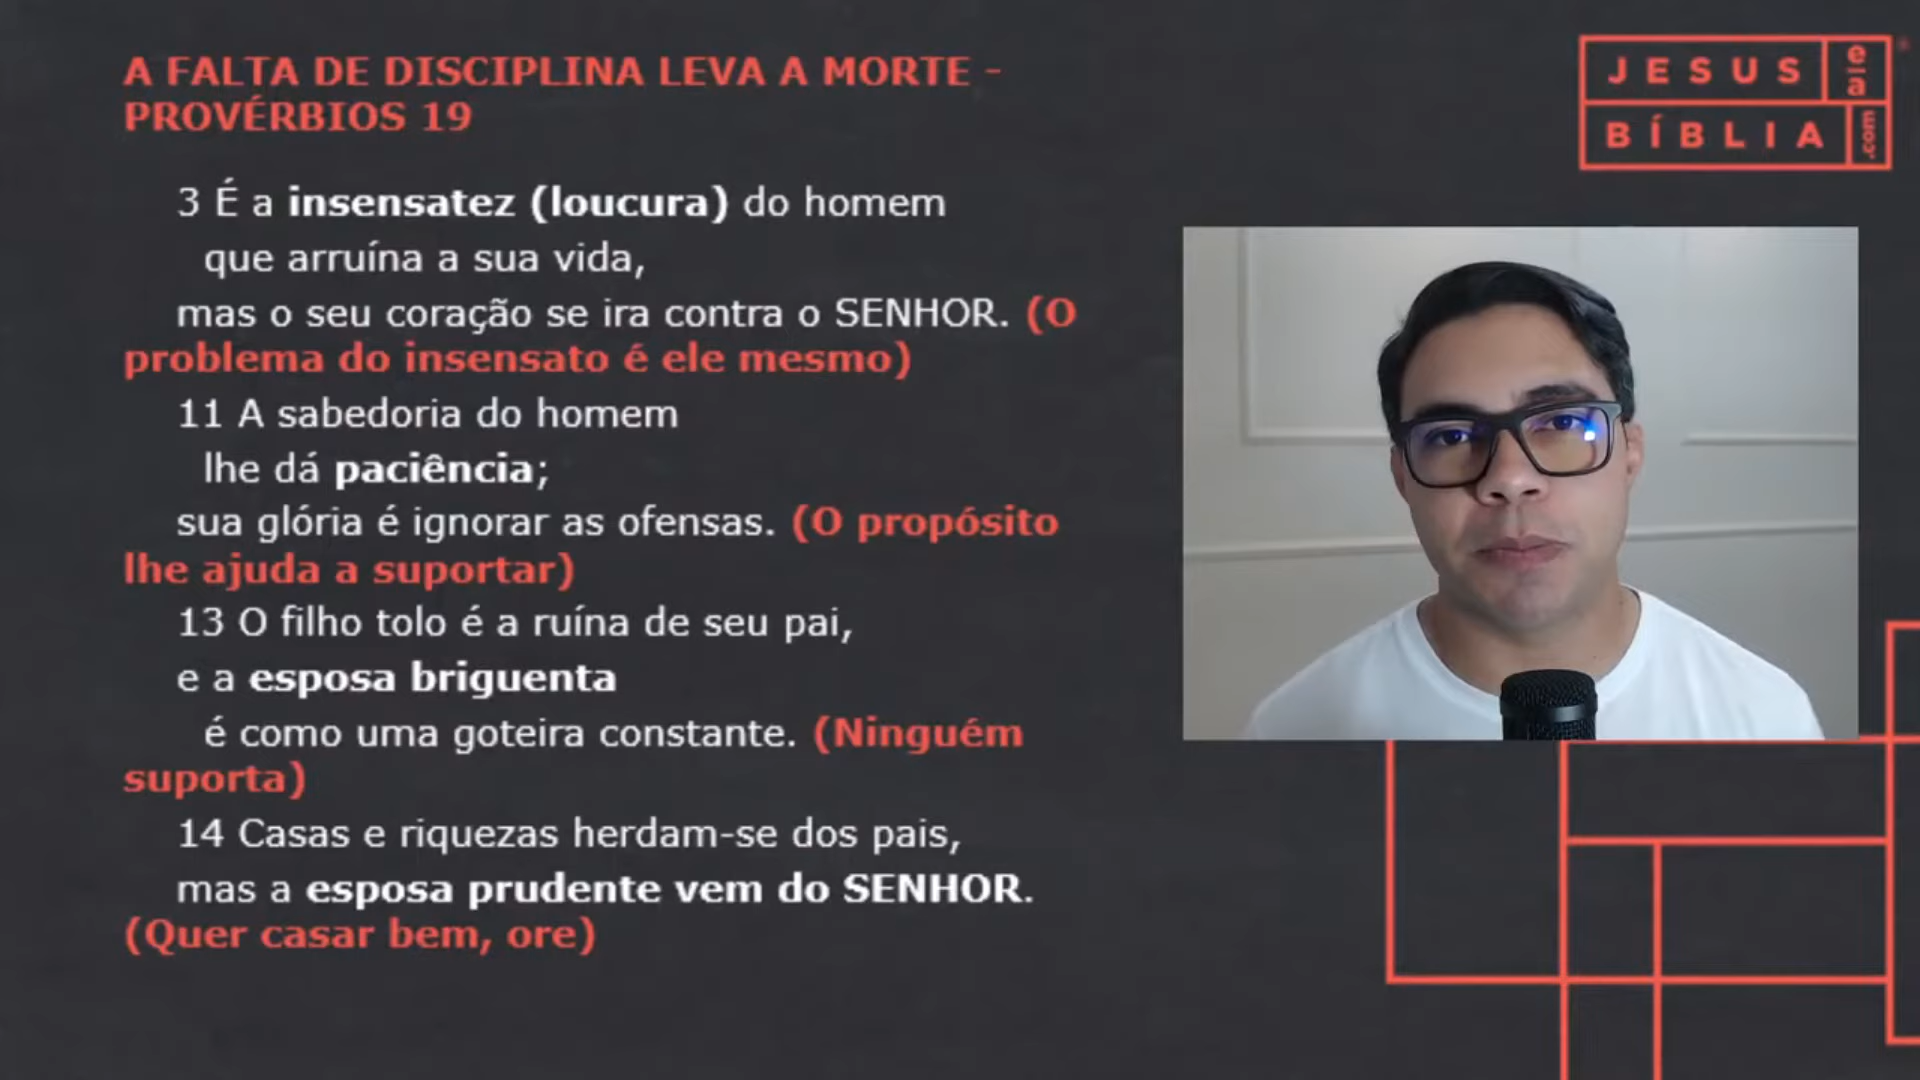 A FALTA DE DISCIPLINA LEVA A MORTE -
PROVÉRBIOS 19
3 É a insensatez (loucura) do homem
que arruína a sua vida,
mas o seu coração se ira contra o SENHOR. (O
problema do insensato é ele mesmo)
11 A sabedoria do homem
lhe dá paciência;
sua glória é ignorar as ofensas. (O propósito
lhe ajuda a suportar)
13 O filho tolo é a ruína de seu pai,
e a esposa briguenta
é como uma goteira constante. (Ninguém
suporta)
14 Casas e riquezas herdam-se dos pais,
mas a esposa prudente vem do SENHOR.
(Quer casar bem, ore)
JESUS
e a
BÍBLIA
.com